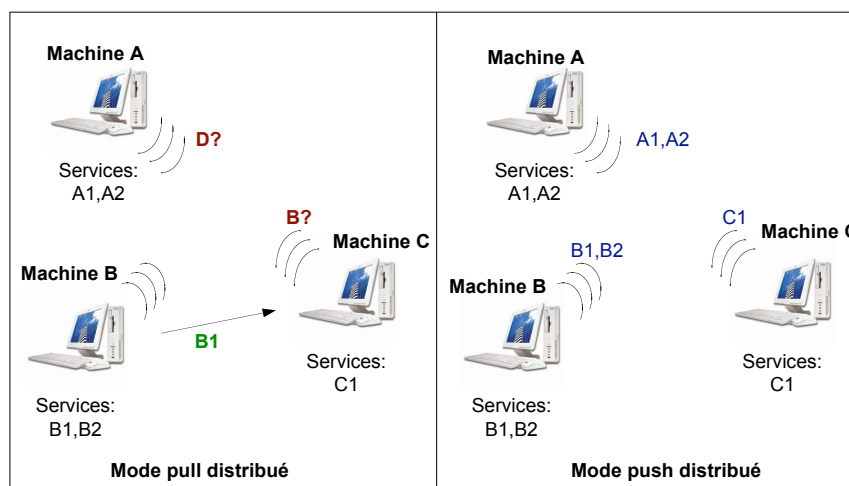 Machine A
D?
Services:
A1,A2
B?
Machine C
Machine B
B1
Services:
C1
Services:
B1,B2
Mode pull distribué
Machine A
A1,A2
Services:
A1,A2
C1
Machine C
B1,B2
Machine B
Services:
C1
Services:
B1,B2
Mode push distribué